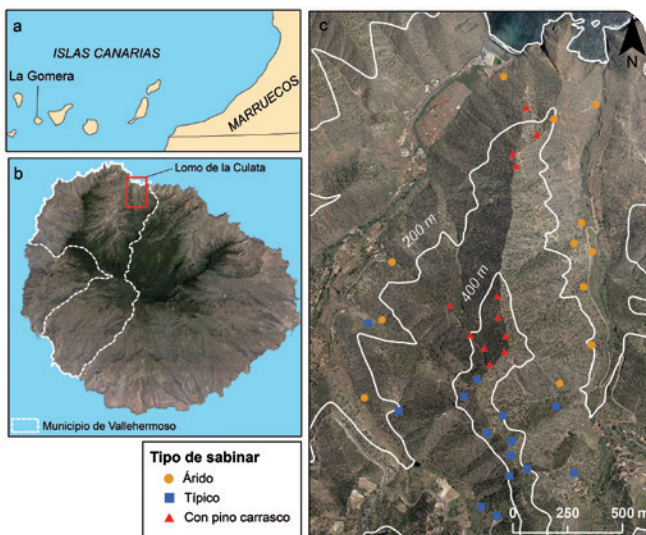 a
ISLAS CANARIAS
La Gomera
MARRUECOS
b
Lomo de la Culata
Municipio de Vallehermoso
Tipo de sabinar
Árido
Típico
Con pino carrasco
c
N
200 m
400 m
0 250 500 m